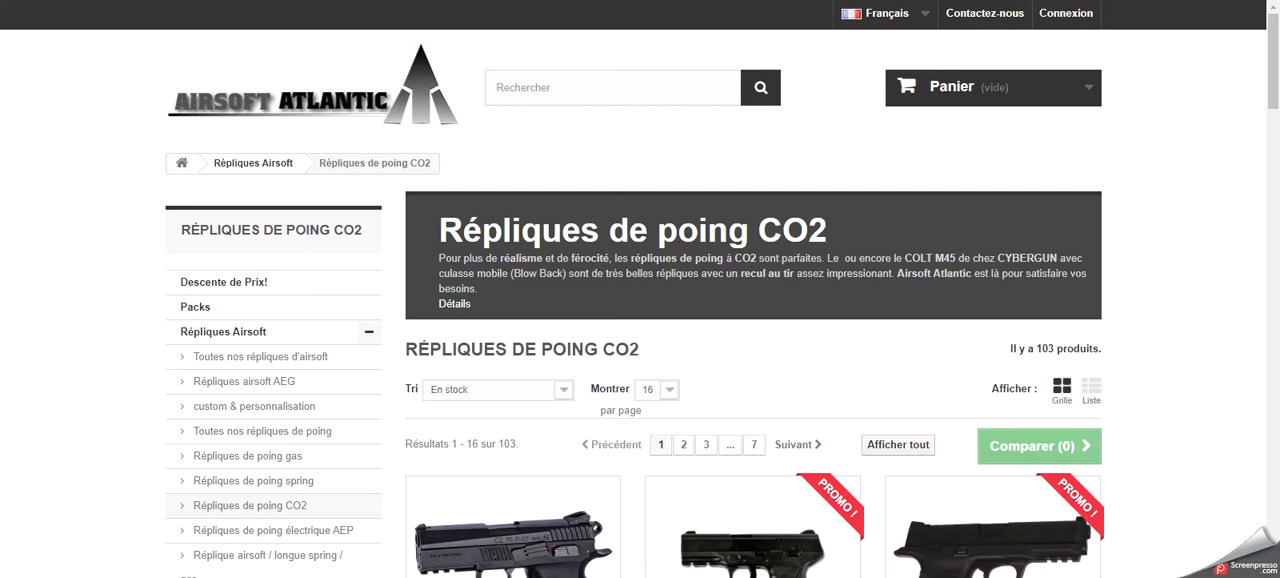 Français
Contactez-nous
Connexion
AIRSOFT ATLANTIC
Rechercher
Panier (vide)
Répliques Airsoft
Répliques de poing CO2
RÉPLIQUES DE POING CO2
Descente de Prix!
Packs
Répliques Airsoft
Toutes nos répliques d'airsoft
Répliques airsoft AEG
custom & personnalisation
Toutes nos répliques de poing
Répliques de poing gas
Répliques de poing spring
Répliques de poing CO2
Répliques de poing électrique AEP
Réplique airsoft / longue spring /
Répliques de poing CO2
Pour plus de réalisme et de férocité, les répliques de poing à CO2 sont parfaites. Le  ou encore le COLT M45 de chez CYBERGUN avec
culasse mobile (Blow Back) sont de très belles répliques avec un recul au tir assez impressionant. Airsoft Atlantic est là pour satisfaire vos
besoins.
Détails
RÉPLIQUES DE POING CO2
Il y a 103 produits.
Tri
En stock
Montrer
16
par page
Afficher :
Grille
Liste
Résultats 1 - 16 sur 103.
Précédent
1
2
3
...
7
Suivant
Afficher tout
Comparer (0)
PROMO !
PROMO !
Screenpresso
.com